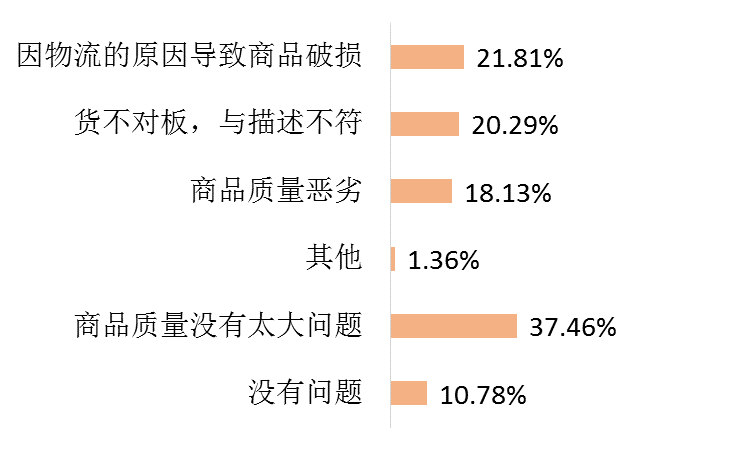 因物流的原因导致商品破损 21.81%
货不对板，与描述不符 20.29%
商品质量恶劣 18.13%
其他 1.36%
商品质量没有太大问题 37.46%
没有问题 10.78%